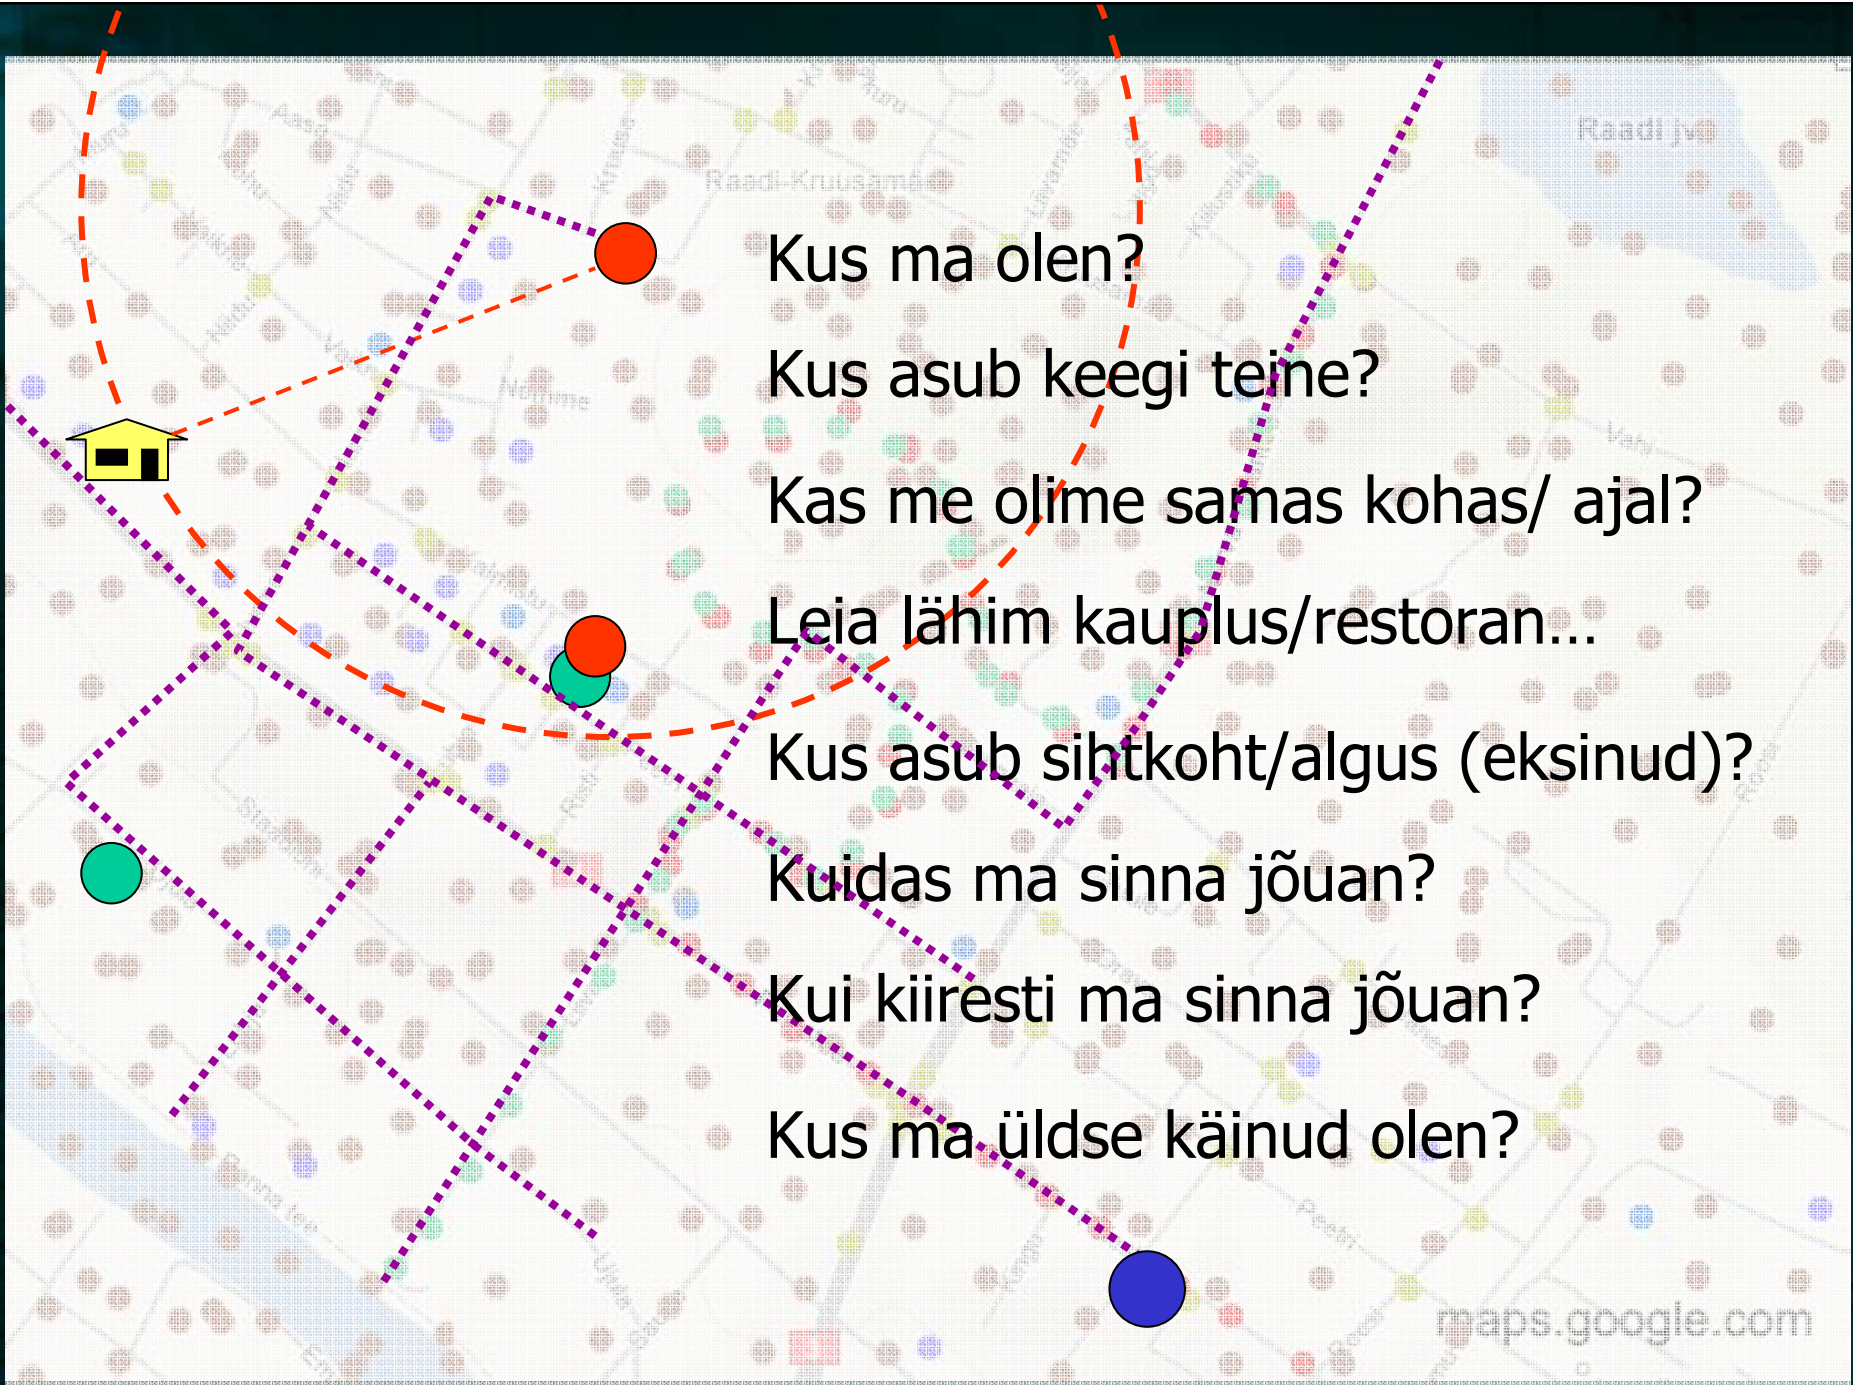 Kus ma olen?
Kus asub keegi teine?
Kas me olime samas kohas/ ajal?
Leia lähim kauplus/restoran...
Kus asub sihtkoht/algus (eksinud)?
Kuidas ma sinna jõuan?
Kui kiiresti ma sinna jõuan?
Kus ma üldse käinud olen?
maps.google.com